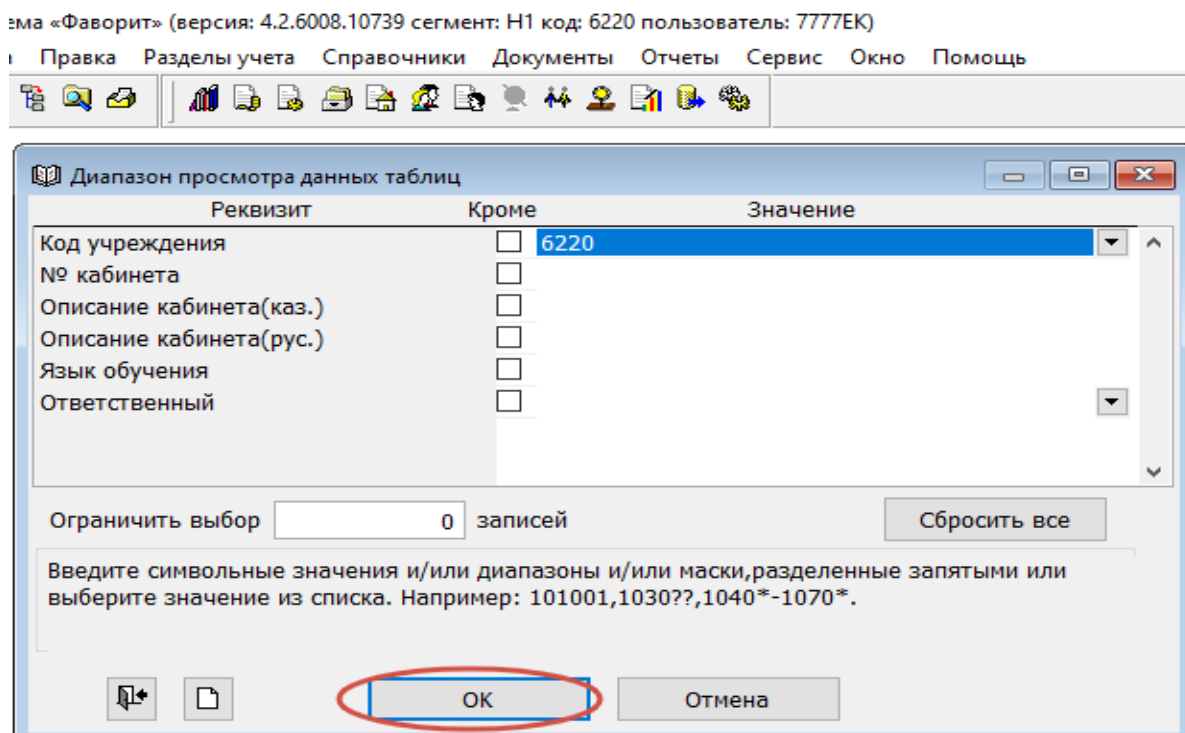 ема «Фаворит» (версия: 4.2.6008.10739 сегмент: H1 код: 6220 пользователь: 7777EK)
Правка Разделы учета Справочники Документы Отчеты Сервис Окно Помощь
Диапазон просмотра данных таблиц
Реквизит Кроме Значение
Код учреждения 6220
№ кабинета
Описание кабинета(каз.)
Описание кабинета(рус.)
Язык обучения
Ответственный
Ограничить выбор 0 записей Сбросить все
Введите символьные значения и/или диапазоны и/или маски,разделенные запятыми или
выберите значение из списка. Например: 101001,1030??,1040*-1070*.
ОК Отмена